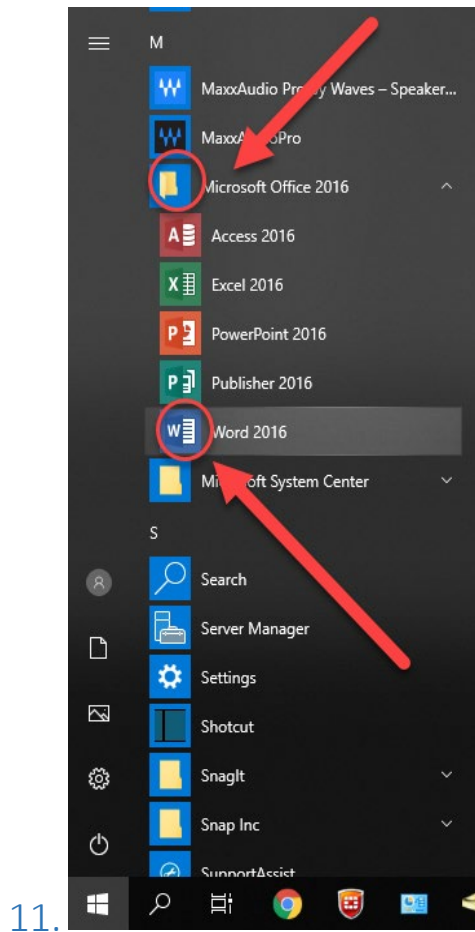 M
MaxxAudio Pro by Waves – Speaker...
MaxxAudioPro
Microsoft Office 2016
Access 2016
Excel 2016
PowerPoint 2016
Publisher 2016
Word 2016
Microsoft System Center
S
Search
Server Manager
Settings
Shotcut
SnagIt
Snap Inc
SupportAssist
11.